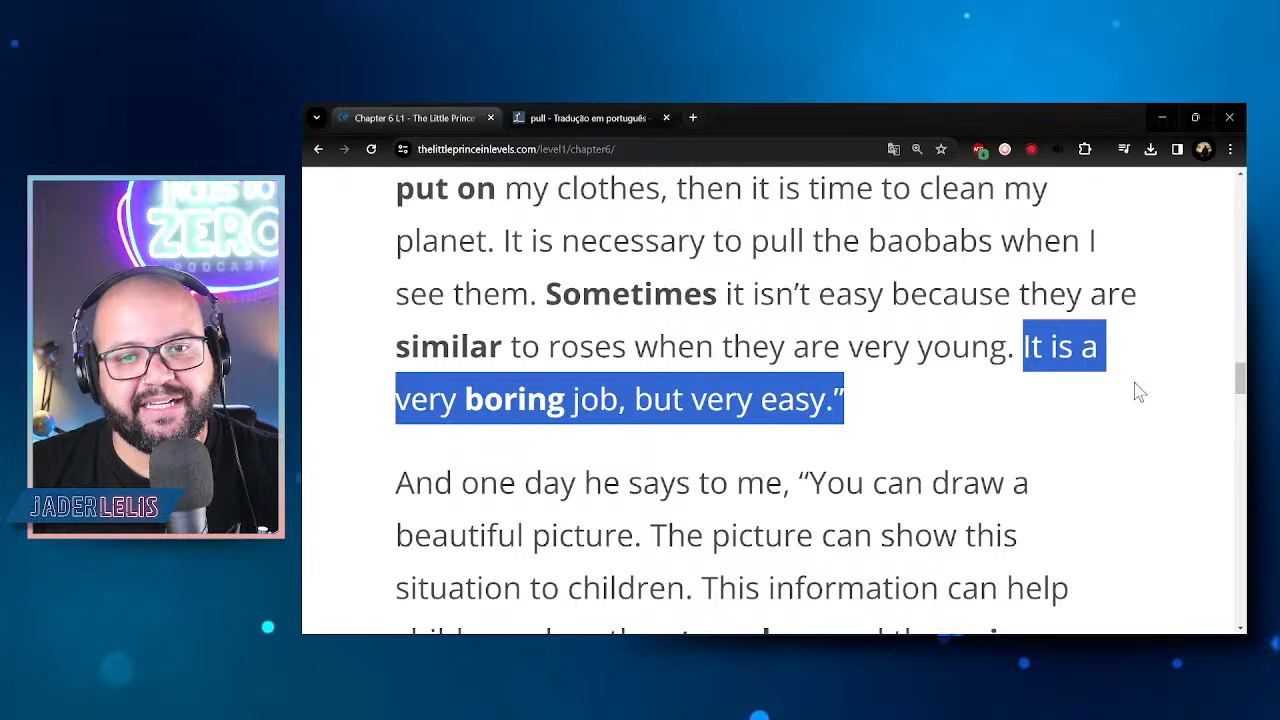 Chapter 6 L1 - The Little Prince
pull - Tradução em português -
thelittleprinceinlevels.com/level1/chapter6/
put on my clothes, then it is time to clean my
planet. It is necessary to pull the baobabs when I
see them. Sometimes it isn’t easy because they are
similar to roses when they are very young. It is a
very boring job, but very easy.”
And one day he says to me, “You can draw a
beautiful picture. The picture can show this
situation to children. This information can help
ZERO
PODCAST
JADERLELIS
4